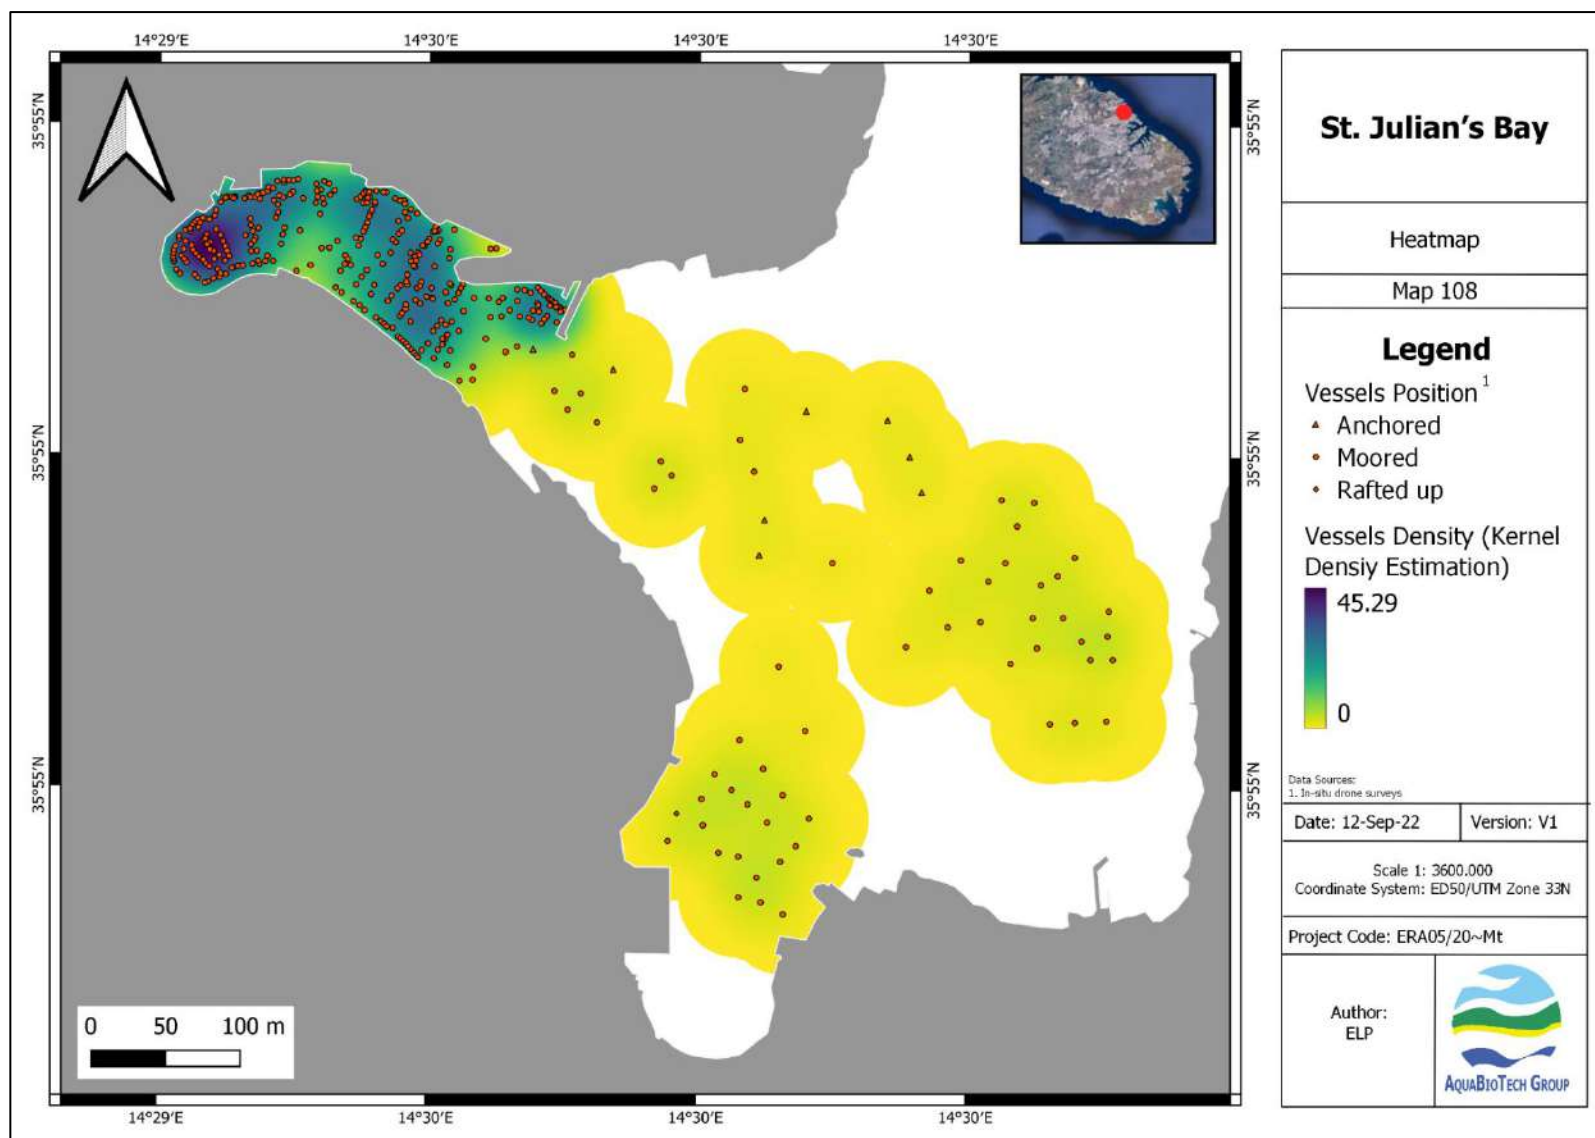 14°29'E 14°30'E 14°30'E 14°30'E
35°55'N 35°55'N
35°55'N 35°55'N
35°55'N 35°55'N
0 50 100 m
14°29'E 14°30'E 14°30'E 14°30'E
St. Julian's Bay
Heatmap
Map 108
Legend
Vessels Position 1
Anchored
Moored
Rafted up
Vessels Density (Kernel
Densiy Estimation)
45.29
0
Data Sources:
1. In-situ drone surveys
Date: 12-Sep-22 Version: V1
Scale 1: 3600.000
Coordinate System: ED50/UTM Zone 33N
Project Code: ERA05/20~Mt
Author:
ELP
AQUABIOTECH GROUP